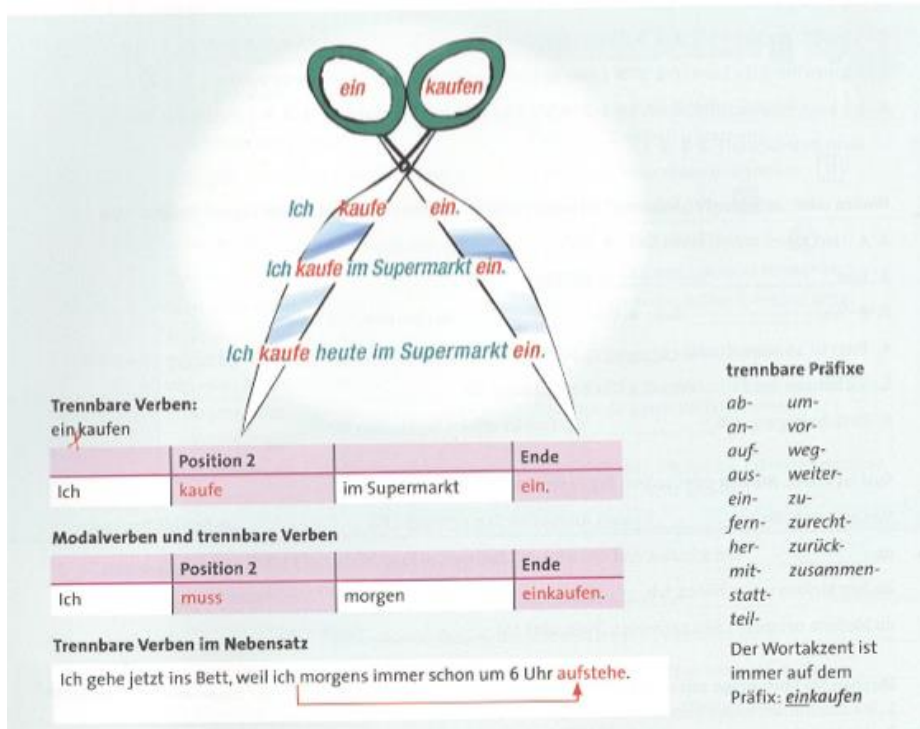 ein kaufen
Ich kaufe ein.
Ich kaufe im Supermarkt ein.
Ich kaufe heute im Supermarkt ein.
Trennbare Verben:
einkaufen
Position 2 Ende
Ich kaufe im Supermarkt ein.
Modalverben und trennbare Verben
Position 2 Ende
Ich muss morgen einkaufen.
Trennbare Verben im Nebensatz
Ich gehe jetzt ins Bett, weil ich morgens immer schon um 6 Uhr aufstehe.
trennbare Präfixe
ab- um-
an- vor-
auf- weg-
aus- weiter-
ein- zu-
fern- zurecht-
her- zurück-
mit- zusammen-
statt-
teil-
Der Wortakzent ist
immer auf dem
Präfix: einkaufen